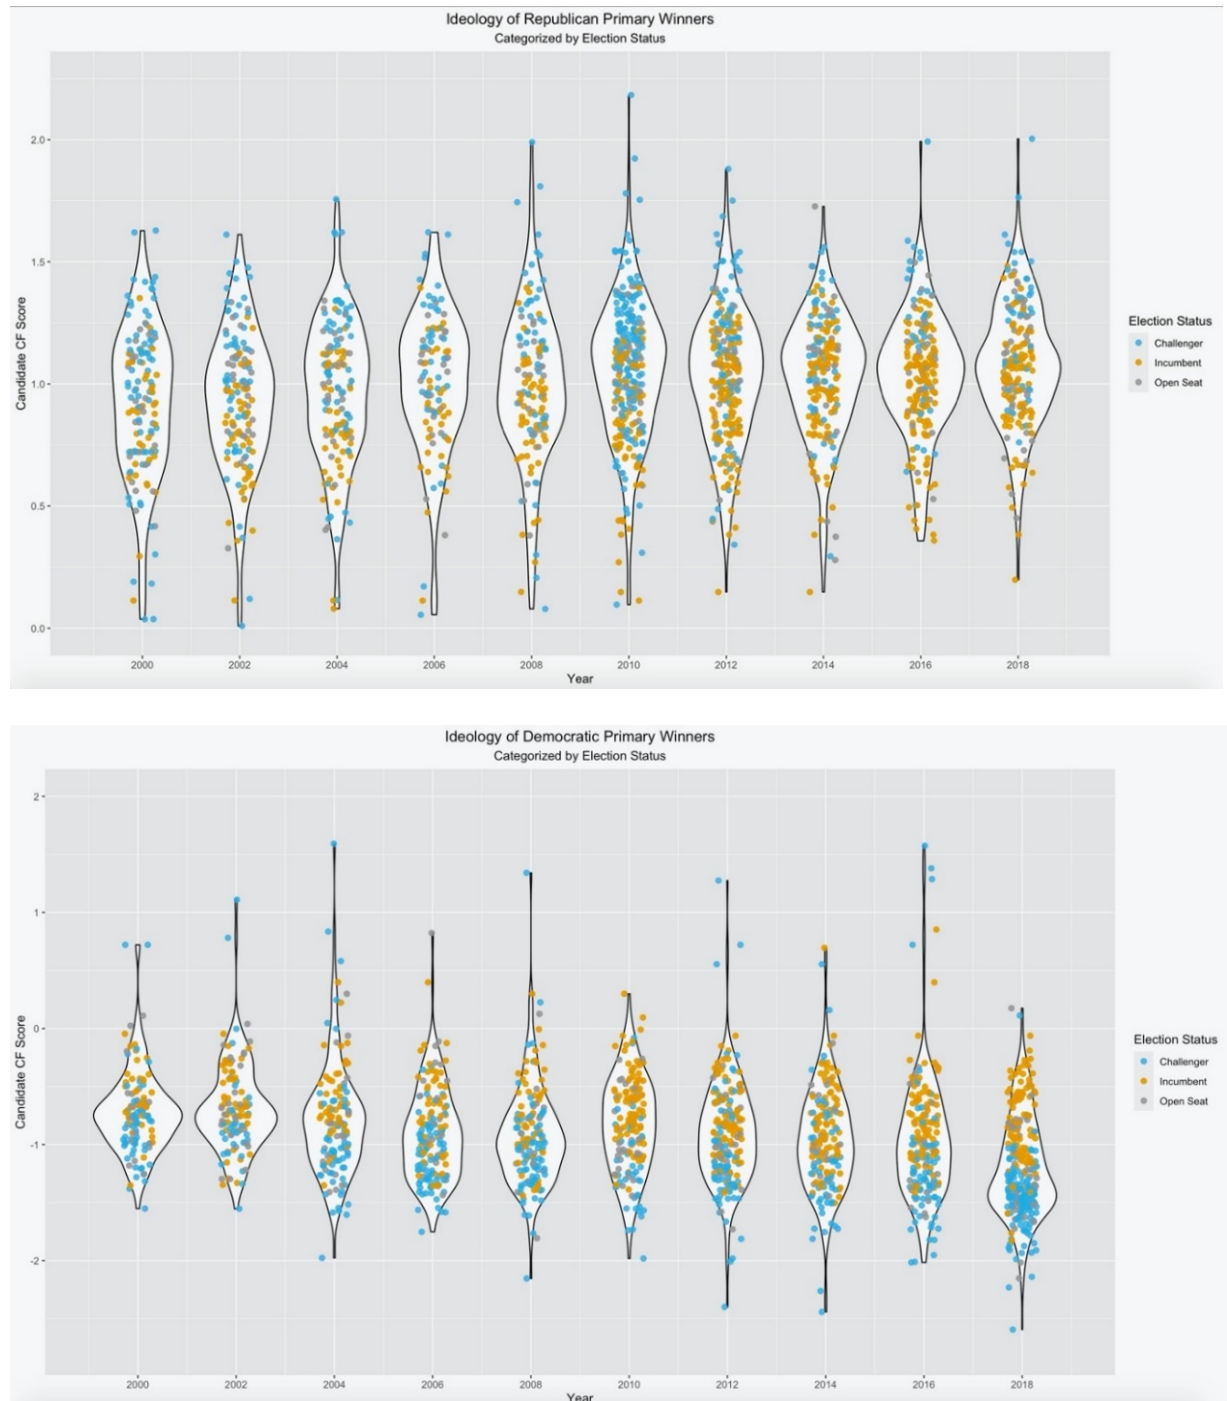 Ideology of Republican Primary Winners
Categorized by Election Status
Candidate CF Score
2.0
1.5
1.0
0.5
0.0
2000 2002 2004 2006 2008 2010 2012 2014 2016 2018
Year
Election Status
Challenger
Incumbent
Open Seat
Ideology of Democratic Primary Winners
Categorized by Election Status
Candidate CF Score
2
1
0
-1
-2
2000 2002 2004 2006 2008 2010 2012 2014 2016 2018
Year
Election Status
Challenger
Incumbent
Open Seat